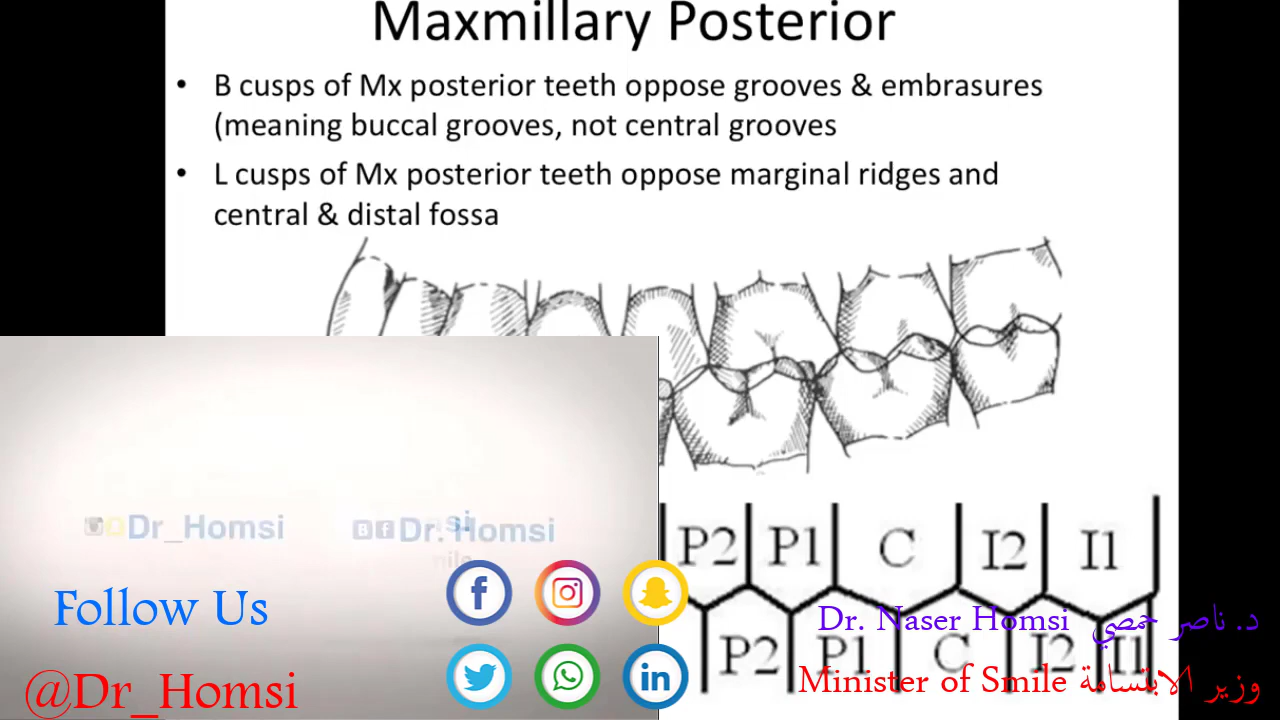 Maxmillary Posterior
• B cusps of Mx posterior teeth oppose grooves & embrasures
(meaning buccal grooves, not central grooves
• L cusps of Mx posterior teeth oppose marginal ridges and
central & distal fossa
P2 P1 C I2 I1
P2 P1 C I2 I1
Dr_Homsi
Dr. Homsi
Follow Us
@Dr_Homsi
Dr. Naser Homsi د. ناصر حمصي
Minister of Smile وزير الابتسامة